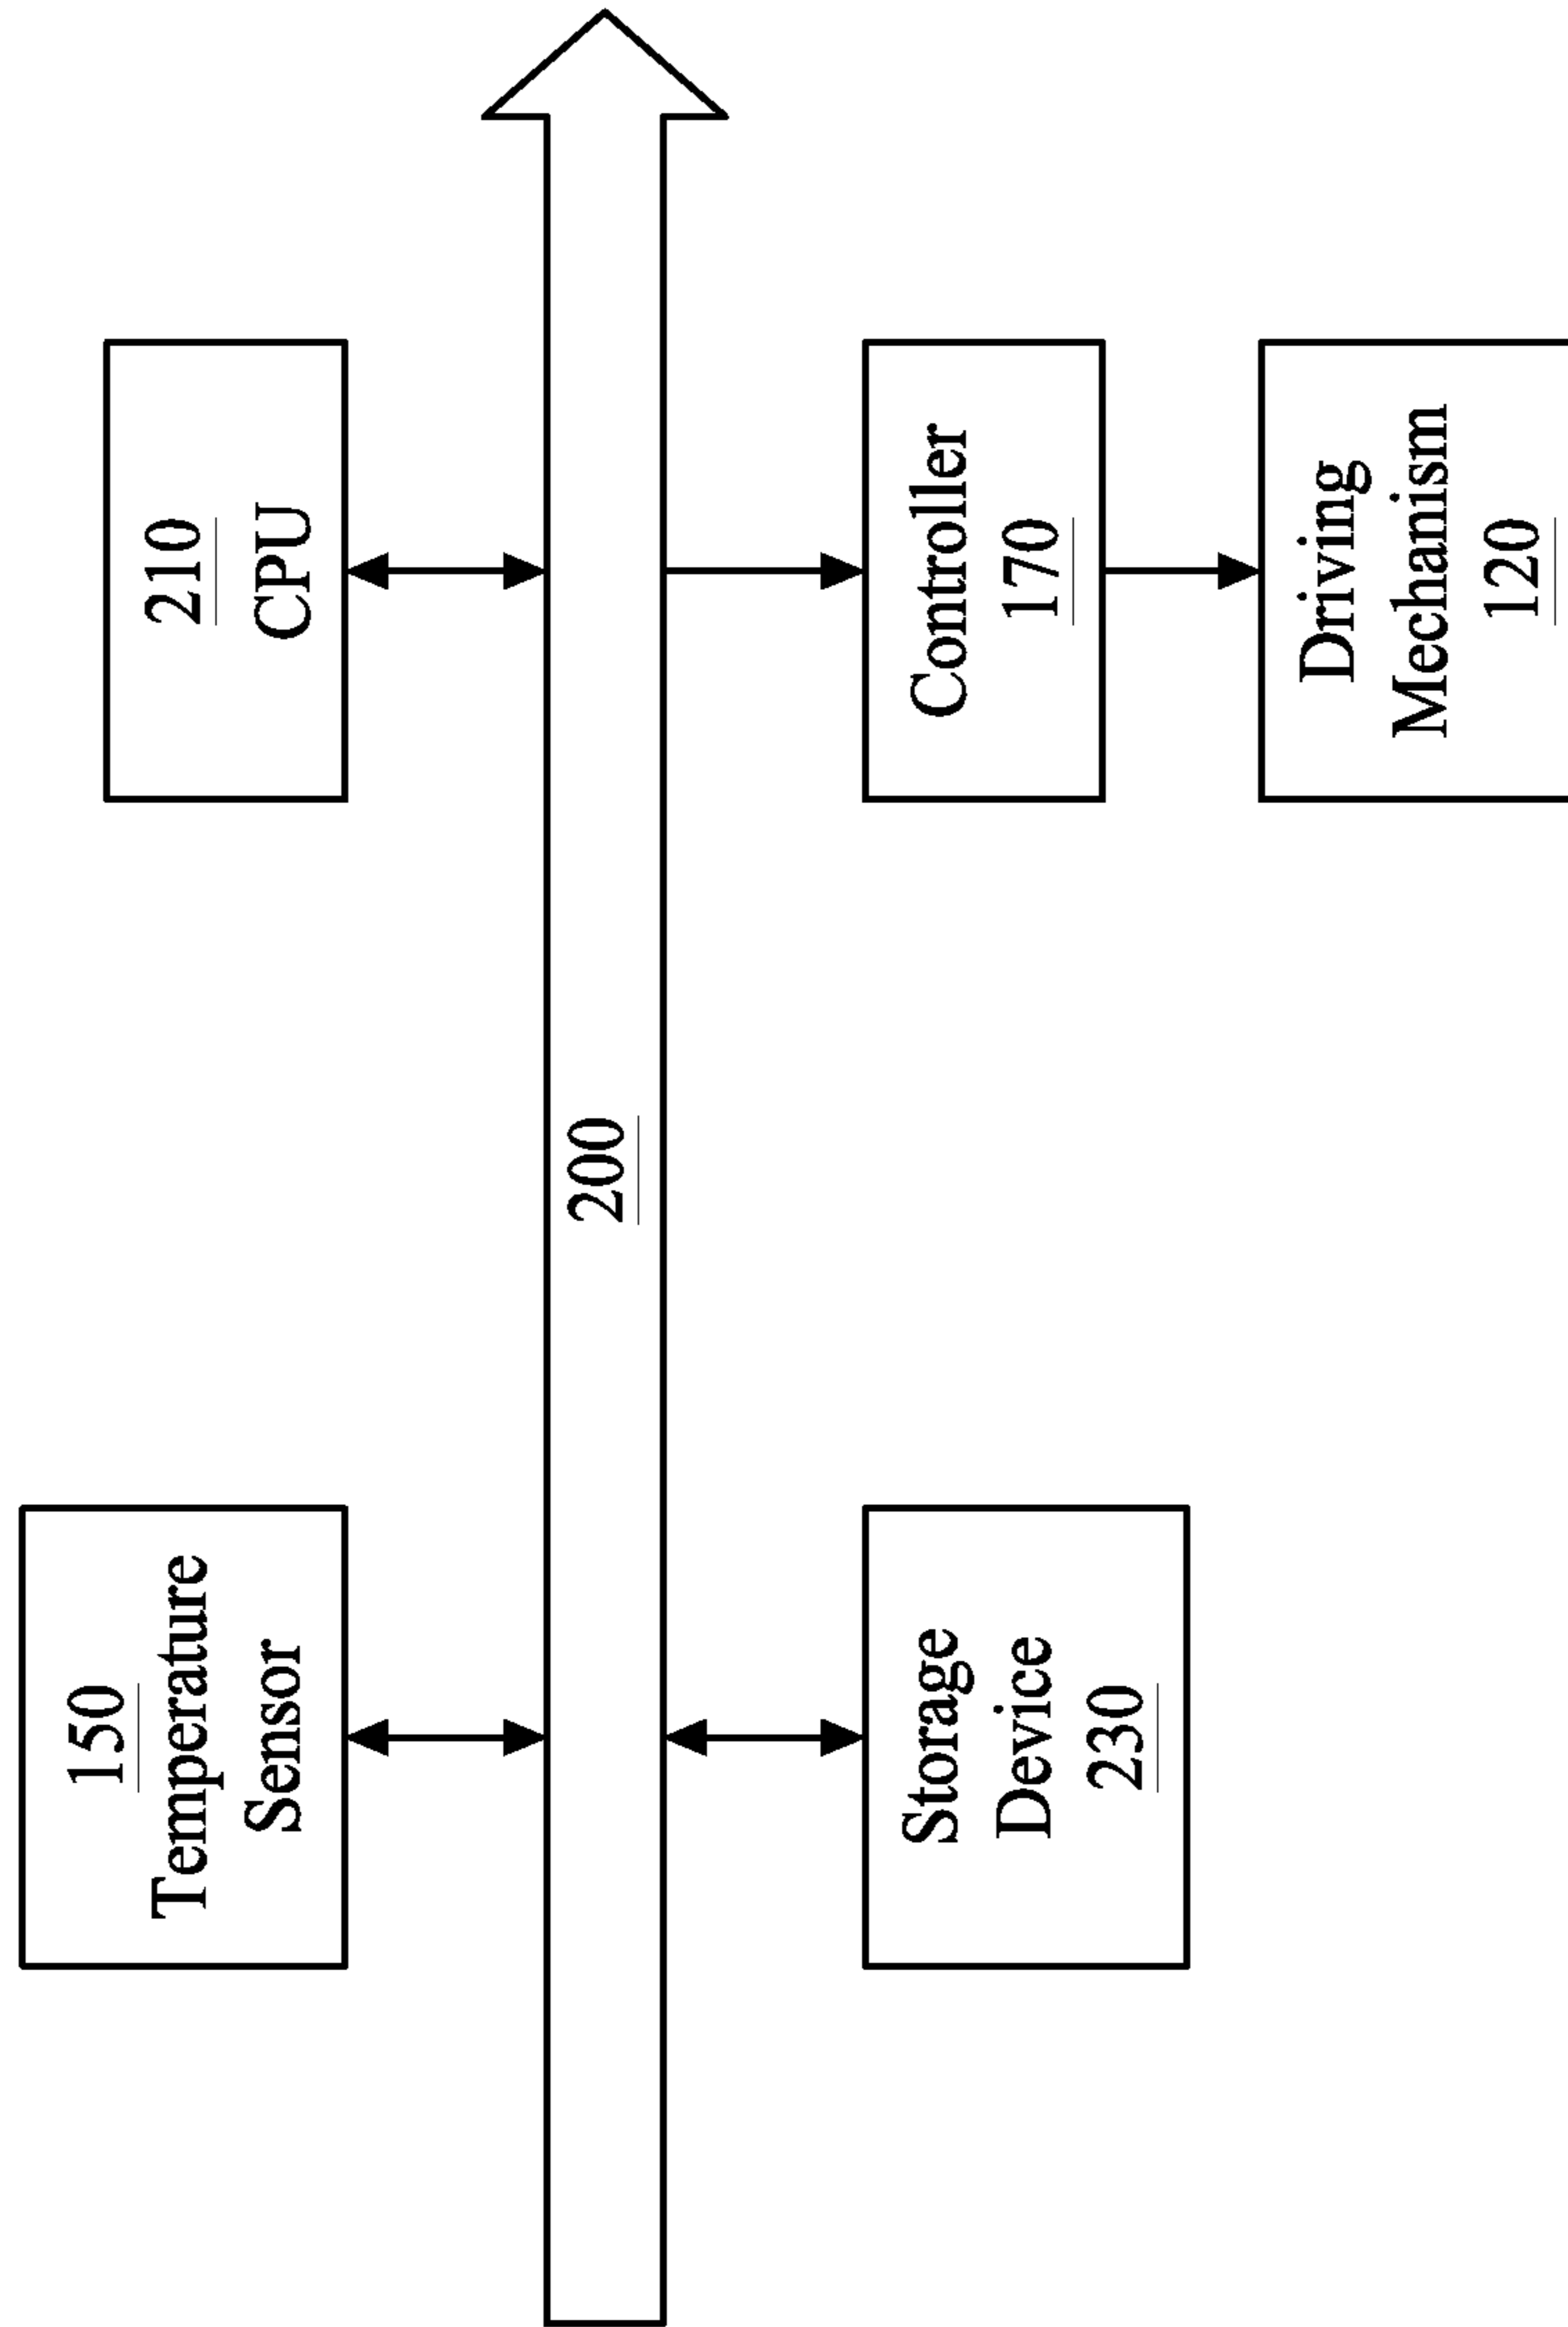 150
Temperature
Sensor
210
CPU
200
Storage
Device
230
Controller
170
Driving
Mechanism
120